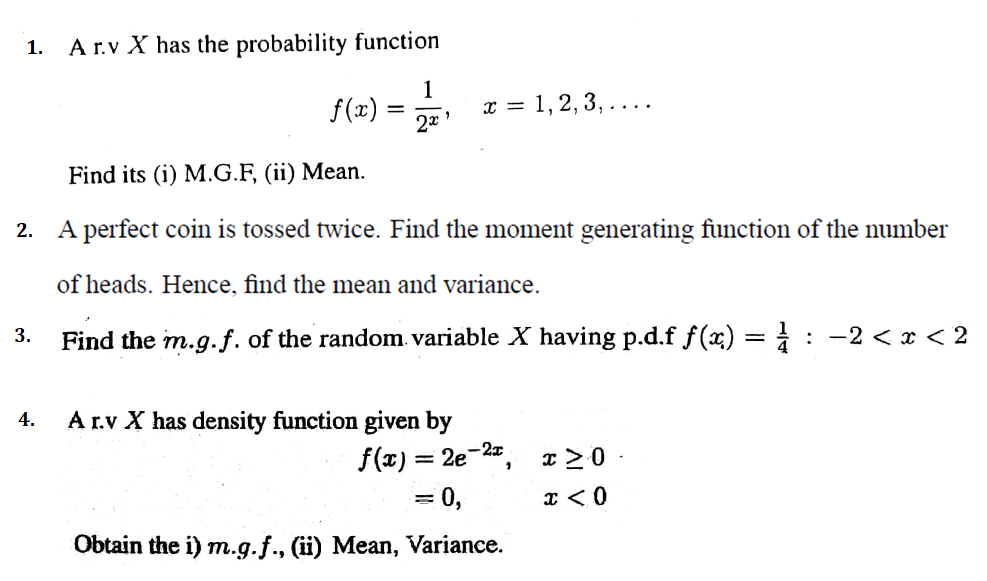 1. A r.v X has the probability function
f(x) = 1/2^x, x = 1, 2, 3, . . . .
Find its (i) M.G.F, (ii) Mean.
2. A perfect coin is tossed twice. Find the moment generating function of the number
of heads. Hence, find the mean and variance.
3. Find the m.g.f. of the random variable X having p.d.f f(x) = 1/4 : −2 < x < 2
4. A r.v X has density function given by
f(x) = 2e^{−2x}, x ≥ 0
= 0, x < 0
Obtain the i) m.g.f., (ii) Mean, Variance.